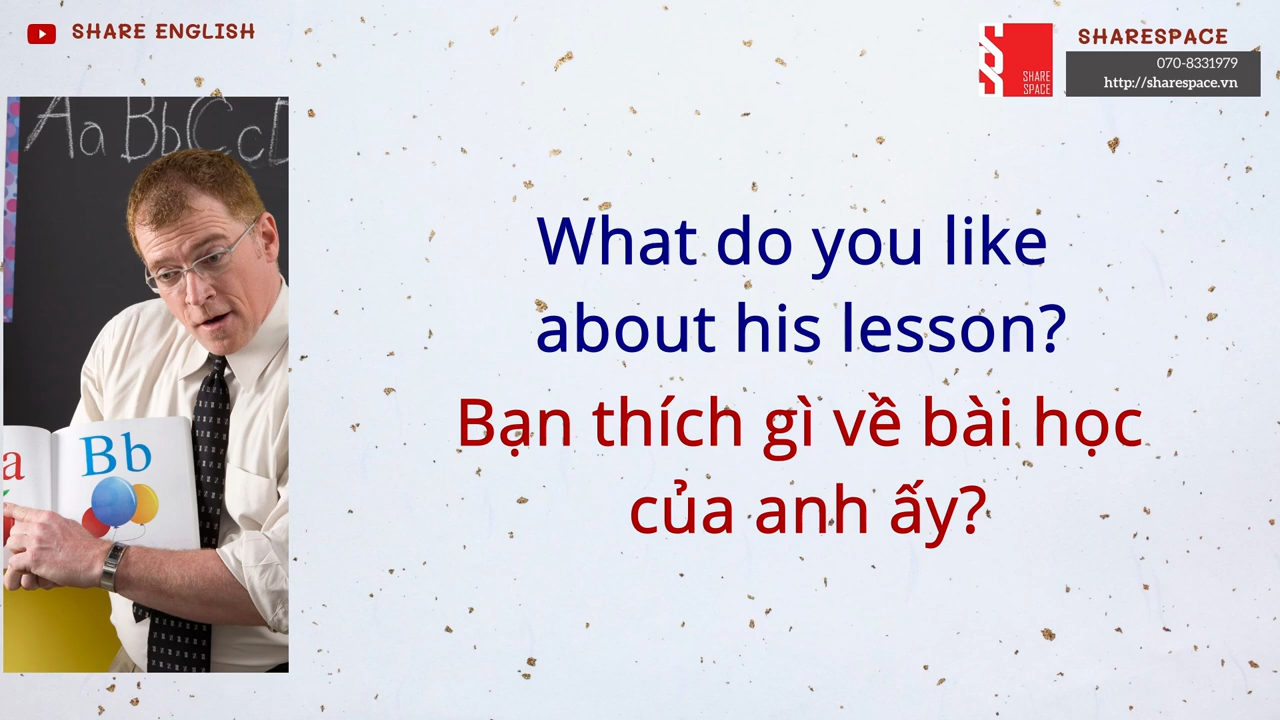 SHARE ENGLISH
SHARESPACE
070-8331979
http://sharespace.vn
SHARE
SPACE
Aa Bb Cc D
What do you like
about his lesson?
Bạn thích gì về bài học
của anh ấy?
a
Bb